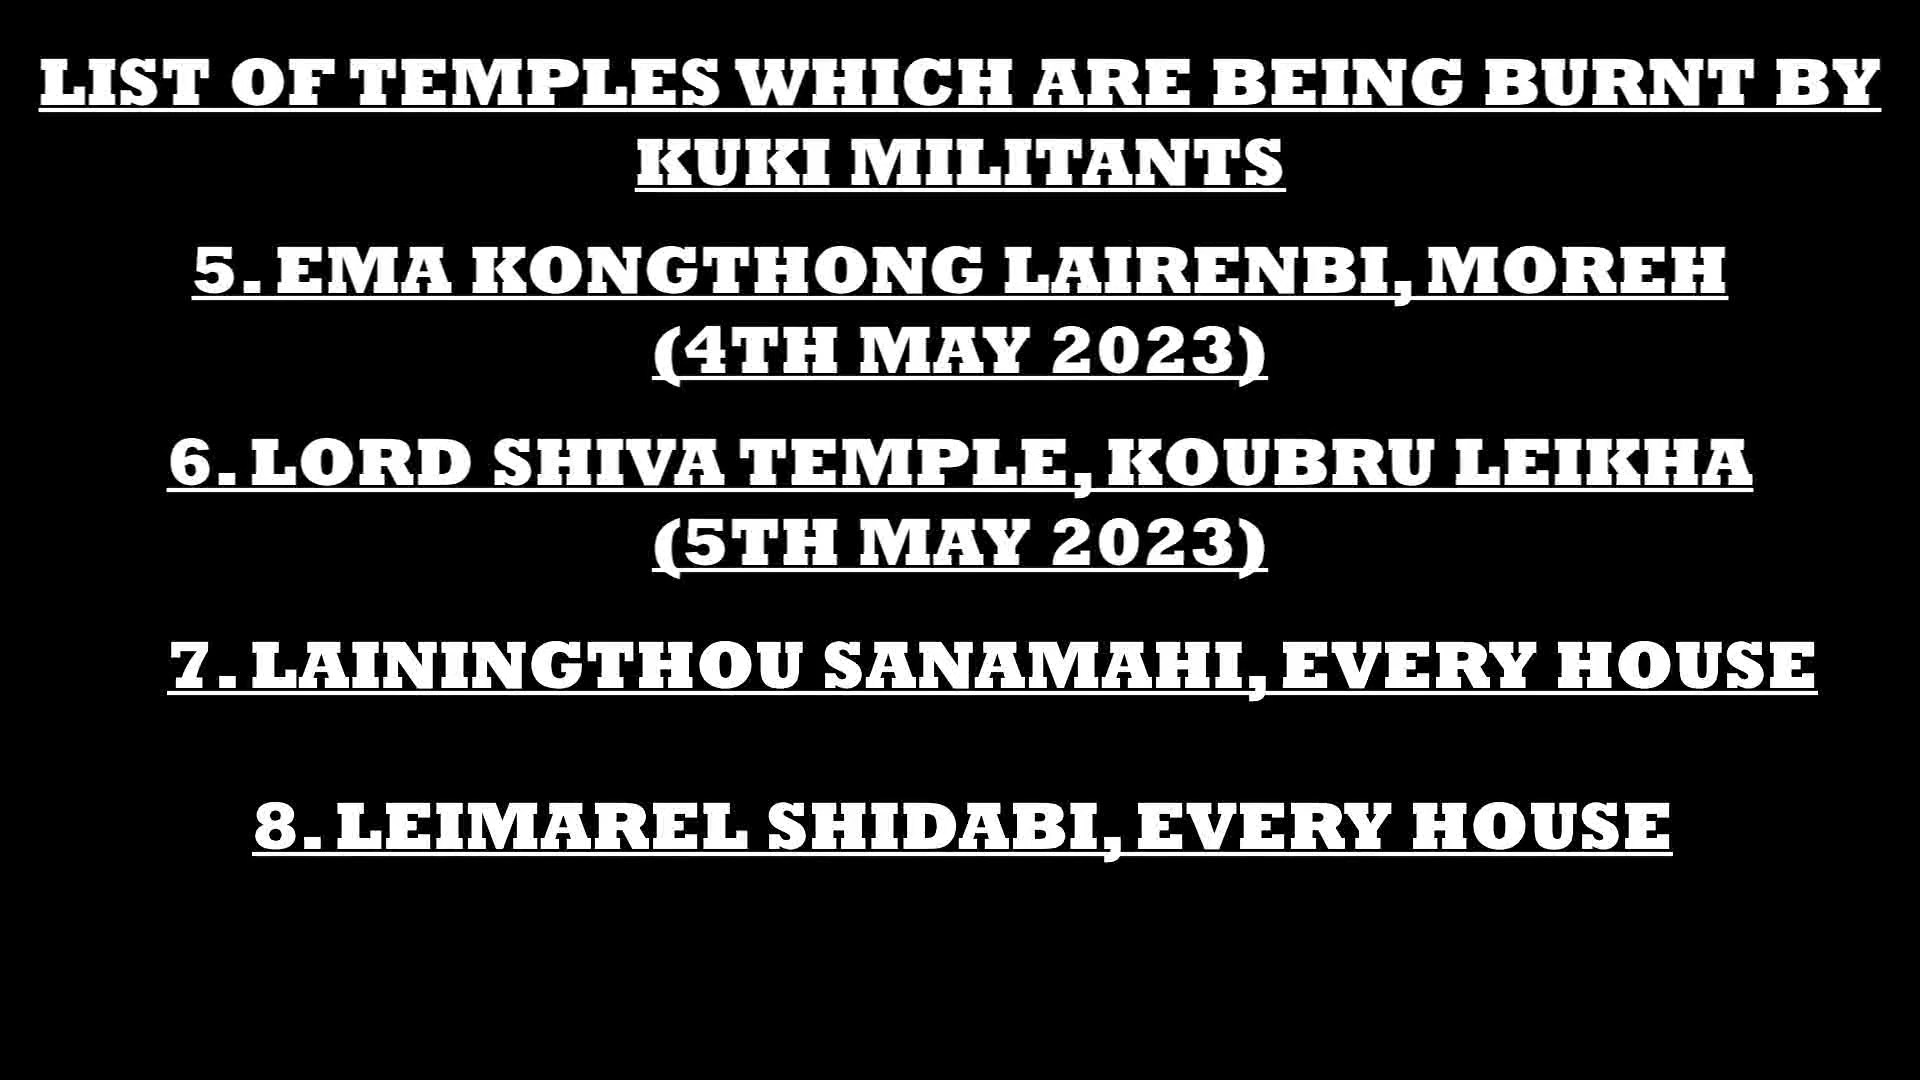 LIST OF TEMPLES WHICH ARE BEING BURNT BY
KUKI MILITANTS
5. EMA KONGTHONG LAIRENBI, MOREH
(4TH MAY 2023)
6. LORD SHIVA TEMPLE, KOUBRU LEIKHA
(5TH MAY 2023)
7. LAININGTHOU SANAMAHI, EVERY HOUSE
8. LEIMAREL SHIDABI, EVERY HOUSE